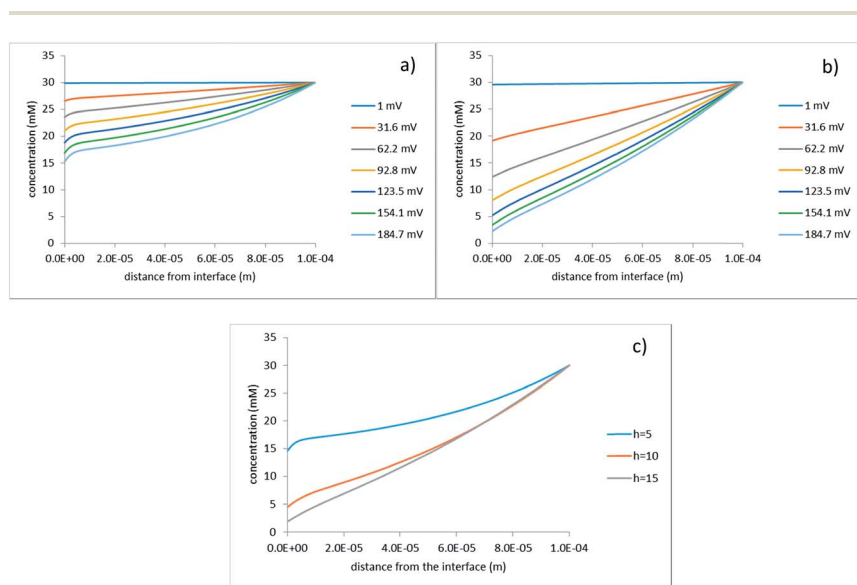 a)
35
30
25
20
15
10
5
0
concentration (mM)
0.0E+00 2.0E-05 4.0E-05 6.0E-05 8.0E-05 1.0E-04
distance from interface (m)
1 mV
31.6 mV
62.2 mV
92.8 mV
123.5 mV
154.1 mV
184.7 mV
b)
35
30
25
20
15
10
5
0
concentration (mM)
0.0E+00 2.0E-05 4.0E-05 6.0E-05 8.0E-05 1.0E-04
distance from interface (m)
1 mV
31.6 mV
62.2 mV
92.8 mV
123.5 mV
154.1 mV
184.7 mV
c)
35
30
25
20
15
10
5
0
concentration (mM)
0.0E+00 2.0E-05 4.0E-05 6.0E-05 8.0E-05 1.0E-04
distance from the interface (m)
h=5
h=10
h=15